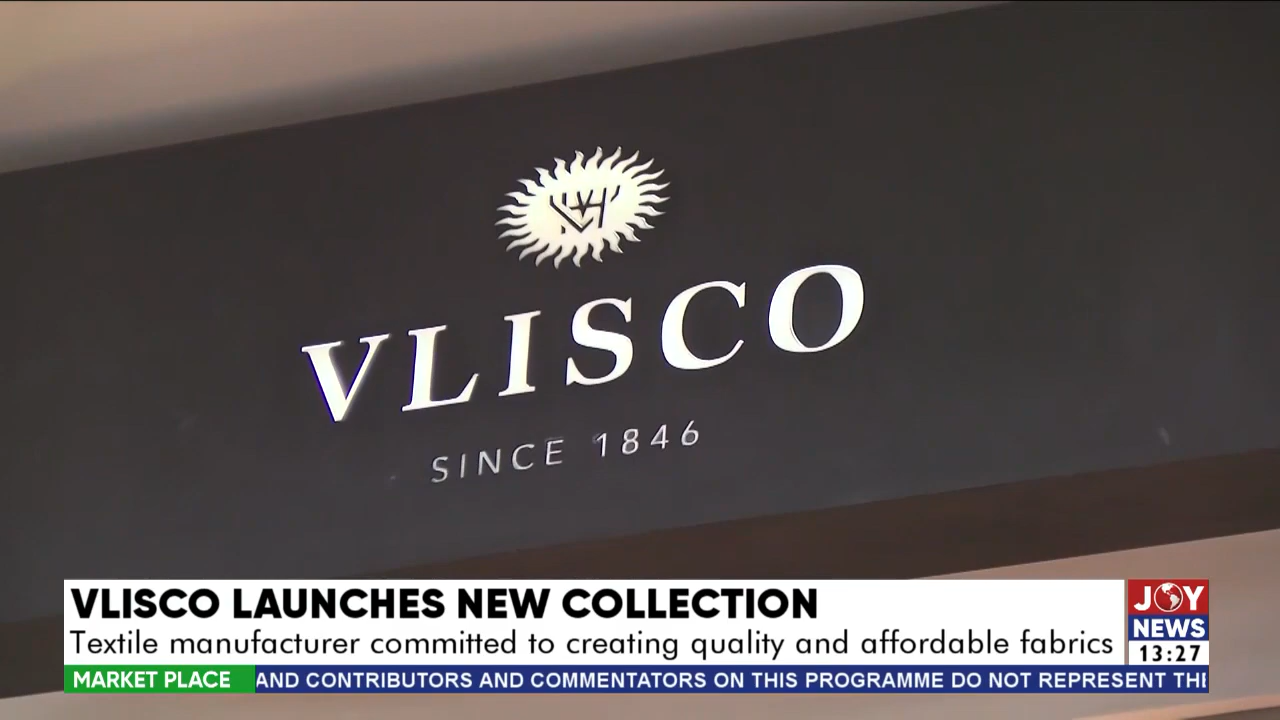 VLISCO
SINCE 1846
VLISCO LAUNCHES NEW COLLECTION
Textile manufacturer committed to creating quality and affordable fabrics
JOY
NEWS
13:27
MARKET PLACE
AND CONTRIBUTORS AND COMMENTATORS ON THIS PROGRAMME DO NOT REPRESENT